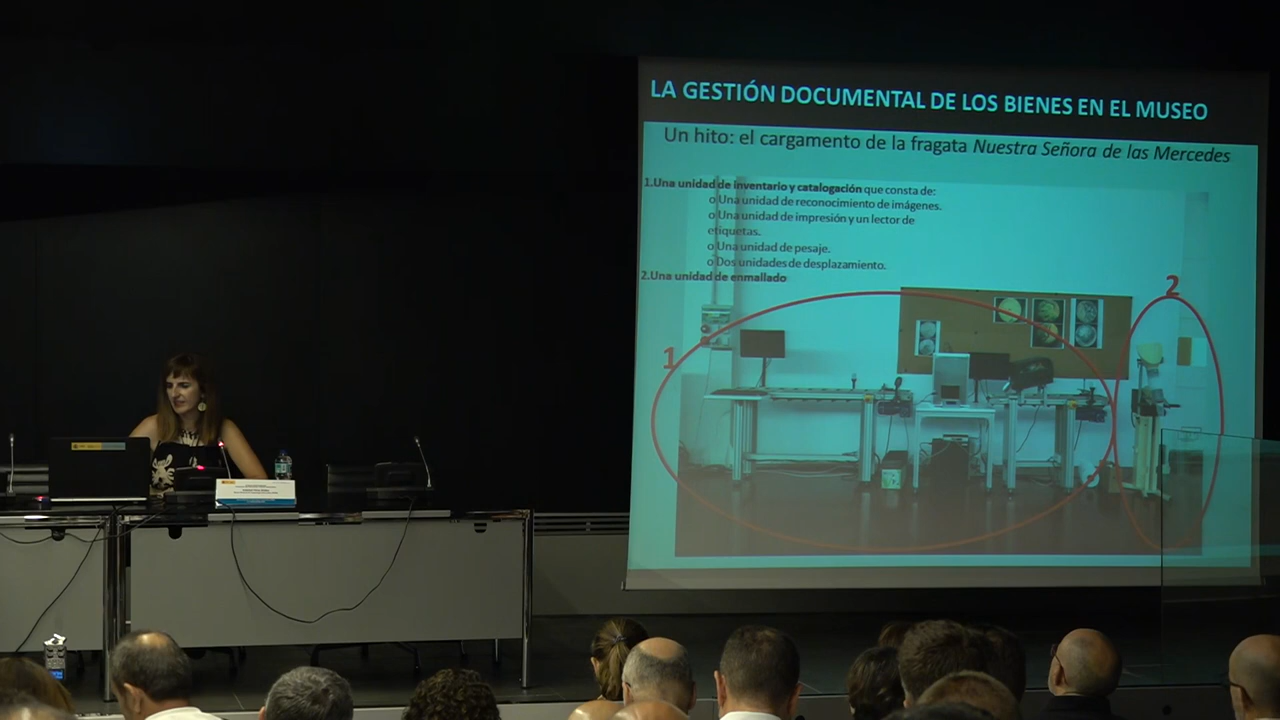 LA GESTIÓN DOCUMENTAL DE LOS BIENES EN EL MUSEO
Un hito: el cargamento de la fragata Nuestra Señora de las Mercedes
1.Una unidad de inventario y catalogación que consta de:
o Una unidad de reconocimiento de imágenes.
o Una unidad de impresión y un lector de
etiquetas.
o Una unidad de pesaje.
o Dos unidades de desplazamiento.
2.Una unidad de enmallado
1
2